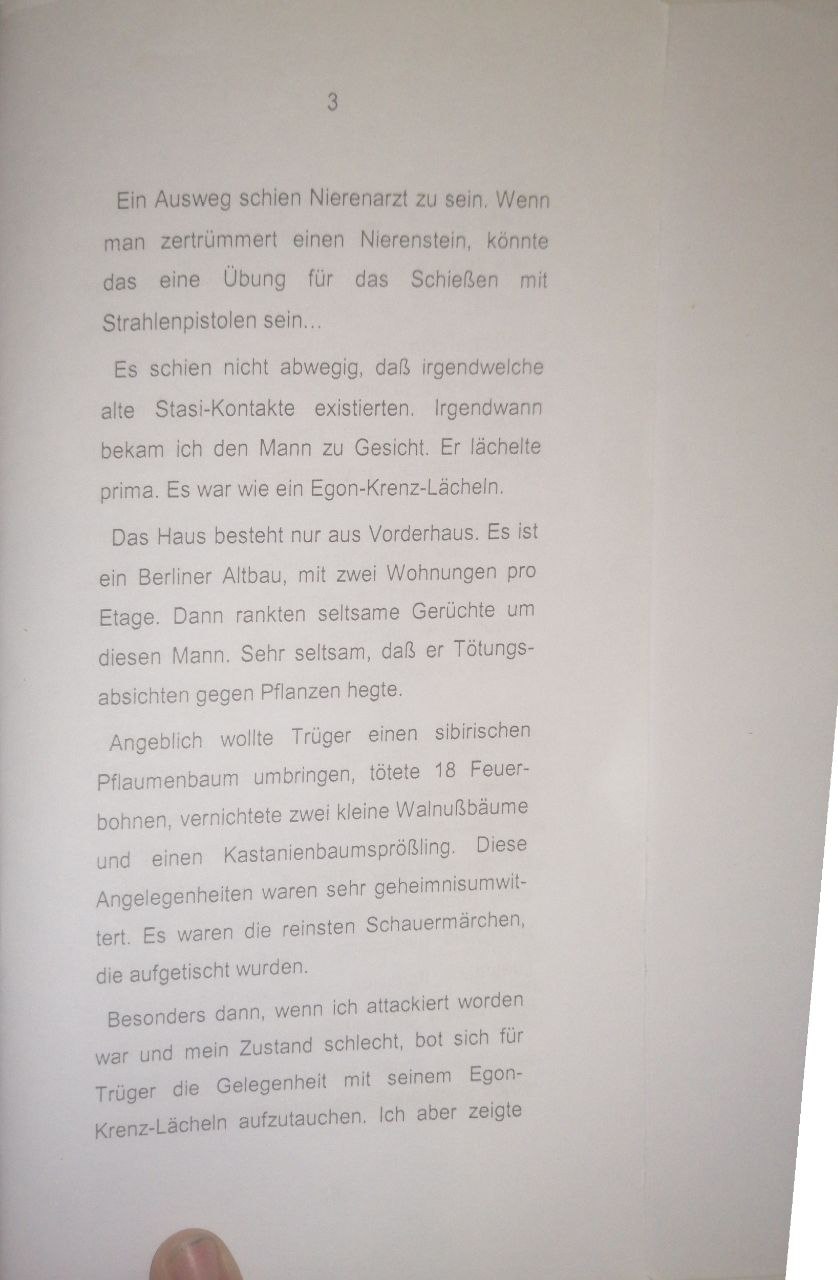 3
Ein Ausweg schien Nierenarzt zu sein. Wenn
man zertrümmert einen Nierenstein, könnte
das eine Übung für das Schießen mit
Strahlenpistolen sein...
Es schien nicht abwegig, daß irgendwelche
alte Stasi-Kontakte existierten. Irgendwann
bekam ich den Mann zu Gesicht. Er lächelte
prima. Es war wie ein Egon-Krenz-Lächeln.
Das Haus besteht nur aus Vorderhaus. Es ist
ein Berliner Altbau, mit zwei Wohnungen pro
Etage. Dann rankten seltsame Gerüchte um
diesen Mann. Sehr seltsam, daß er Tötungs-
absichten gegen Pflanzen hegte.
Angeblich wollte Trüger einen sibirischen
Pflaumenbaum umbringen, tötete 18 Feuer-
bohnen, vernichtete zwei kleine Walnußbäume
und einen Kastanienbaumsprößling. Diese
Angelegenheiten waren sehr geheimnisumwit-
tert. Es waren die reinsten Schauermärchen,
die aufgetischt wurden.
Besonders dann, wenn ich attackiert worden
war und mein Zustand schlecht, bot sich für
Trüger die Gelegenheit mit seinem Egon-
Krenz-Lächeln aufzutauchen. Ich aber zeigte